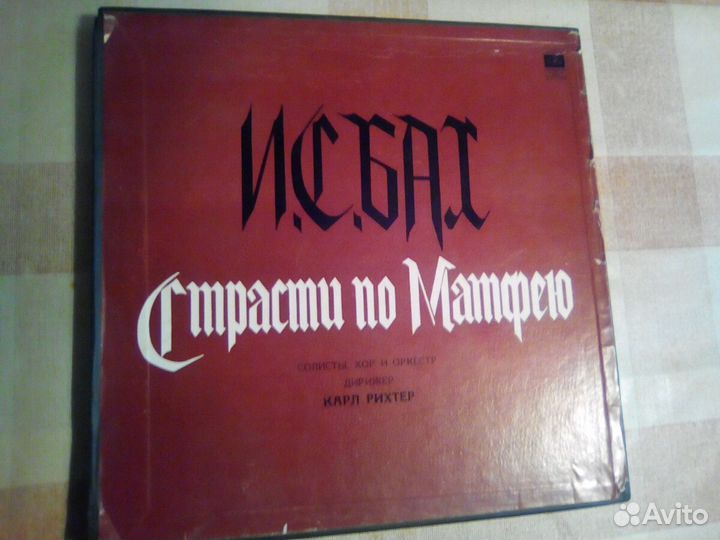 И.С.БАХ
Страсти по Матфею
СОЛИСТЫ, ХОР И ОРКЕСТР
ДИРИЖЕР
КАРЛ РИХТЕР
Avito